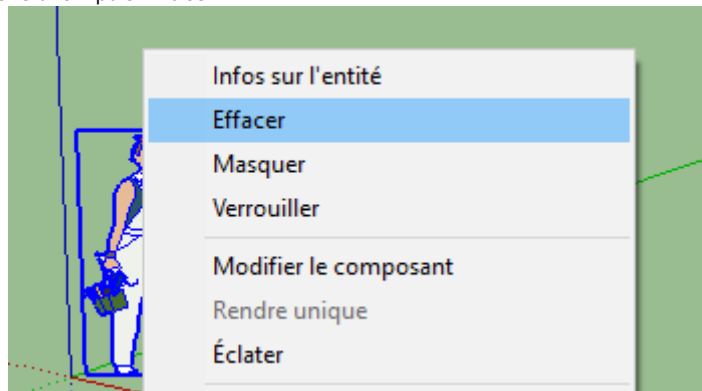 Infos sur l'entité
Effacer
Masquer
Verrouiller
Modifier le composant
Rendre unique
Éclater